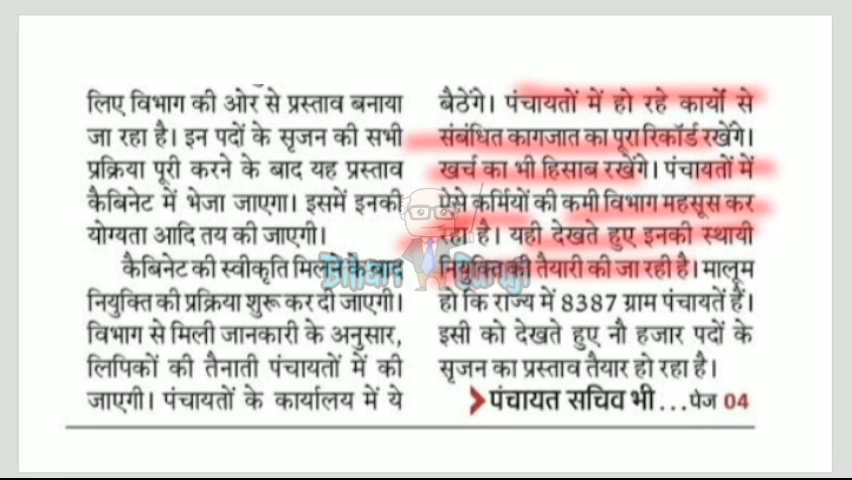 लिए विभाग की ओर से प्रस्ताव बनाया
जा रहा है। इन पदों के सृजन की सभी
प्रक्रिया पूरी करने के बाद यह प्रस्ताव
कैबिनेट में भेजा जाएगा। इसमें इनकी
योग्यता आदि तय की जाएगी।
कैबिनेट की स्वीकृति मिलने के बाद
नियुक्ति की प्रक्रिया शुरू कर दी जाएगी।
विभाग से मिली जानकारी के अनुसार,
लिपिकों की तैनाती पंचायतों में की
जाएगी। पंचायतों के कार्यालय में ये
बैठेंगे। पंचायतों में हो रहे कार्यों से
संबंधित कागजात का पूरा रिकॉर्ड रखेंगे।
खर्च का भी हिसाब रखेंगे। पंचायतों में
ऐसे कर्मियों की कमी विभाग महसूस कर
रहा है। यही देखते हुए इनकी स्थायी
नियुक्ति की तैयारी की जा रही है। मालूम
हो कि राज्य में 8387 ग्राम पंचायतें हैं।
इसी को देखते हुए नौ हजार पदों के
सृजन का प्रस्ताव तैयार हो रहा है।
पंचायत सचिव भी...पेज 04
Bihari Guruji